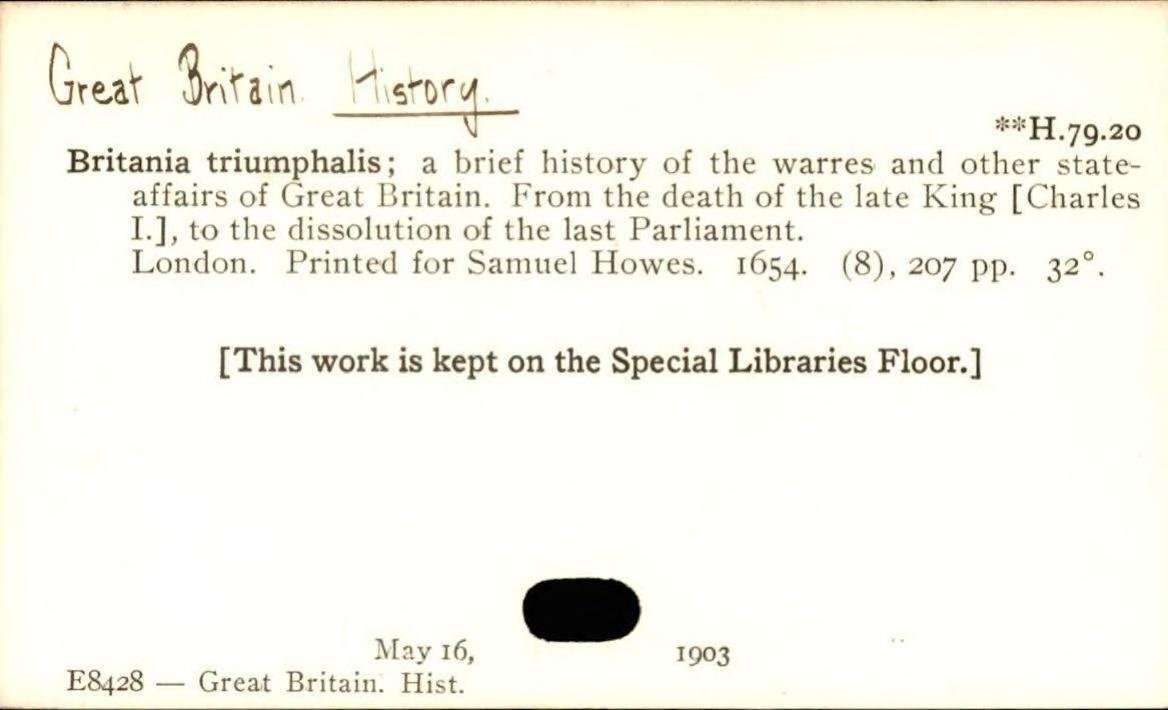 Great Britain. History.
**H.79.20
Britania triumphalis; a brief history of the warres and other state-
affairs of Great Britain. From the death of the late King [Charles
I.], to the dissolution of the last Parliament.
London. Printed for Samuel Howes. 1654. (8), 207 pp. 32°.
[This work is kept on the Special Libraries Floor.]
May 16, 1903
E8428 — Great Britain. Hist.